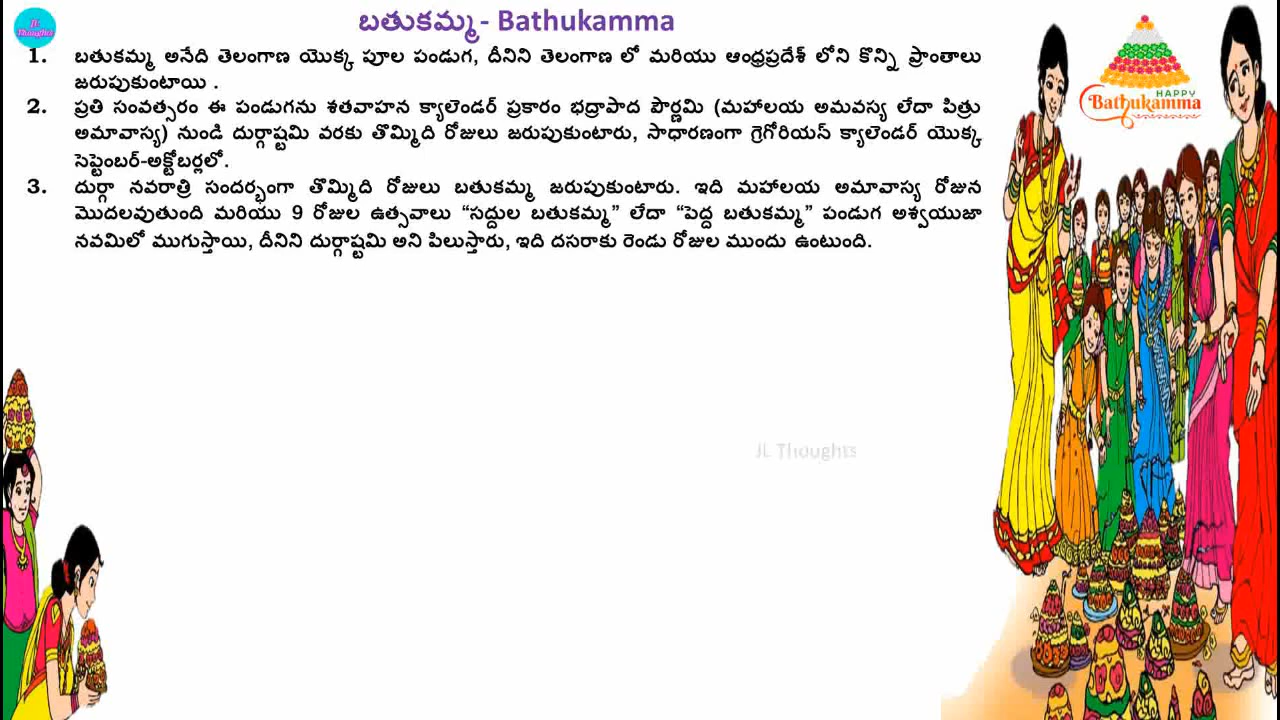 JL
Thoughts
బతుకమ్మ - Bathukamma
1. బతుకమ్మ అనేది తెలంగాణ యొక్క పూల పండుగ, దీనిని తెలంగాణ లో మరియు ఆంధ్రప్రదేశ్ లోని కొన్ని ప్రాంతాలు
జరుపుకుంటాయి .
2. ప్రతి సంవత్సరం ఈ పండుగను శతవాహన క్యాలెండర్ ప్రకారం భద్రాపాద పౌర్ణమి (మహాలయ అమవస్య లేదా పితృ
అమావాస్య) నుండి దుర్గాష్టమి వరకు తొమ్మిది రోజులు జరుపుకుంటారు, సాధారణంగా గ్రెగోరియస్ క్యాలెండర్ యొక్క
సెప్టెంబర్-అక్టోబర్లలో.
3. దుర్గా నవరాత్రి సందర్భంగా తొమ్మిది రోజులు బతుకమ్మ జరుపుకుంటారు. ఇది మహాలయ అమావాస్య రోజున
మొదలవుతుంది మరియు 9 రోజుల ఉత్సవాలు “సద్దుల బతుకమ్మ” లేదా “పెద్ద బతుకమ్మ” పండుగ అశ్వయుజా
నవమిలో ముగుస్తాయి, దీనిని దుర్గాష్టమి అని పిలుస్తారు, ఇది దసరాకు రెండు రోజుల ముందు ఉంటుంది.
HAPPY
Bathukamma
JL Thoughts